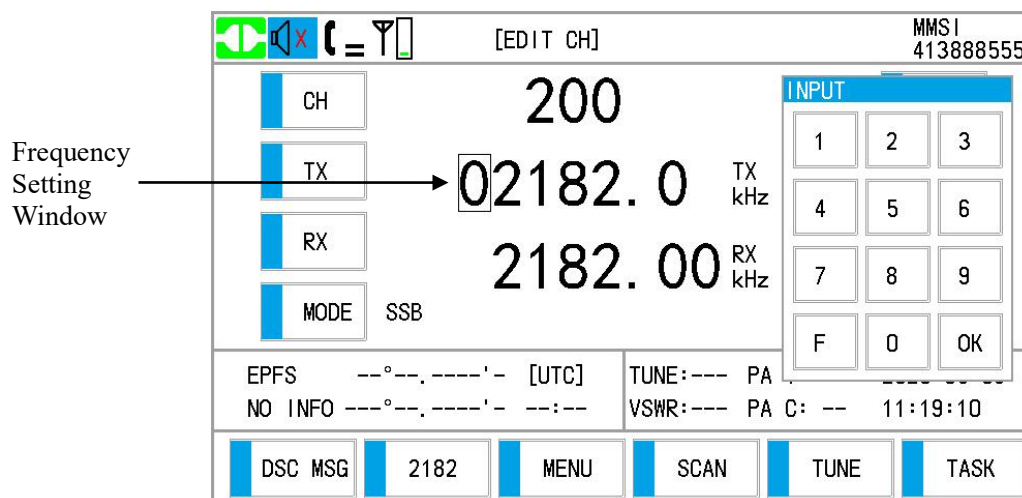 [EDIT CH]
MMSI
413888555
CH
200
INPUT
1 2 3
Frequency
Setting
Window
TX
02182.0 TX
kHz
4 5 6
RX
2182.00 RX
kHz
7 8 9
MODE SSB
F 0 OK
EPFS --°--.----'- [UTC]
TUNE:--- PA
NO INFO --°--.----'- --:--
VSWR:--- PA C: -- 11:19:10
DSC MSG 2182 MENU SCAN TUNE TASK